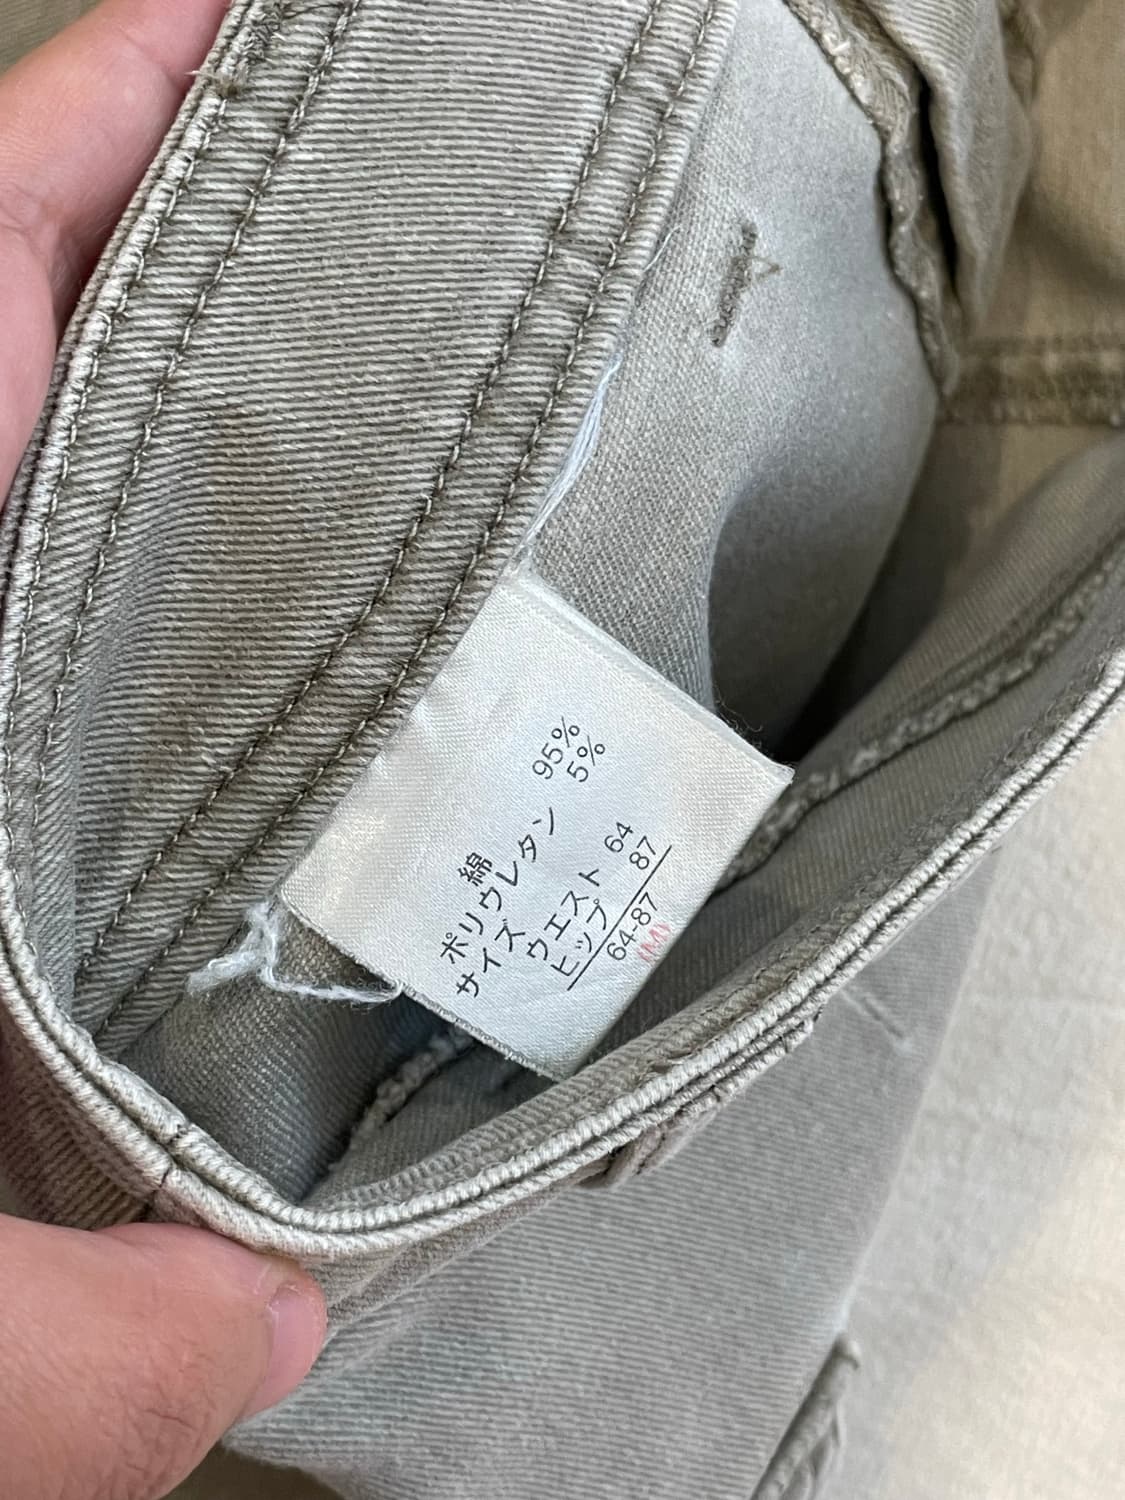 綿 95%
ポリウレタン 5%
サイズ
ウエスト 64
ヒップ 87
64-87
(M)